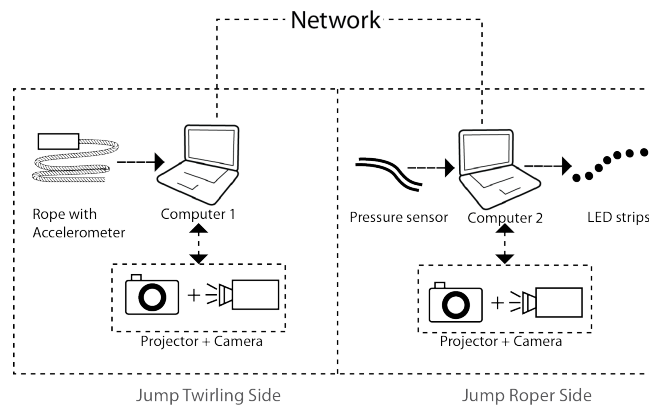 Network
Rope with
Accelerometer
Computer 1
Pressure sensor
Computer 2
LED strips
Projector + Camera
Projector + Camera
Jump Twirling Side
Jump Roper Side